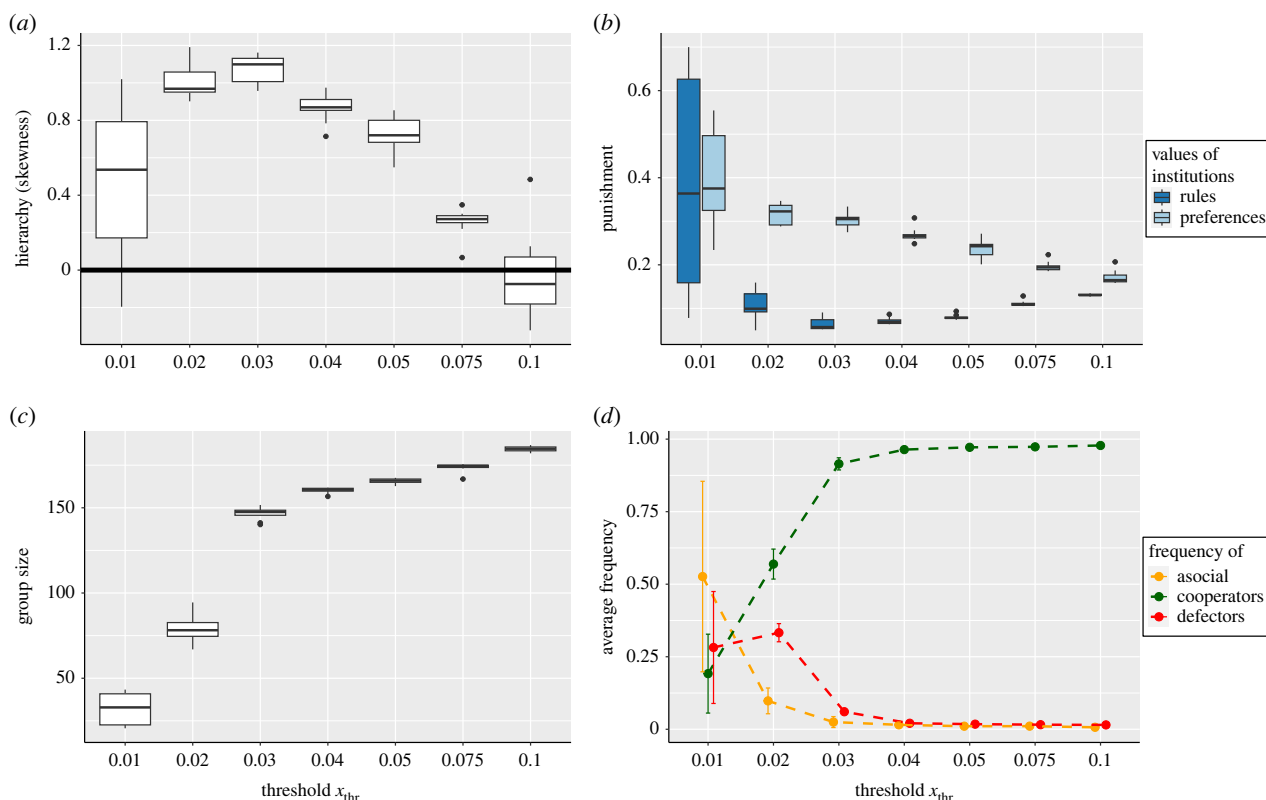 (a)
hierarchy (skewness)
1.2
0.8
0.4
0
0.01 0.02 0.03 0.04 0.05 0.075 0.1
(b)
punishment
0.6
0.4
0.2
0.01 0.02 0.03 0.04 0.05 0.075 0.1
values of
institutions
rules
preferences
(c)
group size
150
100
50
0.01 0.02 0.03 0.04 0.05 0.075 0.1
threshold xthr
(d)
average frequency
1.00
0.75
0.50
0.25
0
0.01 0.02 0.03 0.04 0.05 0.075 0.1
threshold xthr
frequency of
asocial
cooperators
defectors